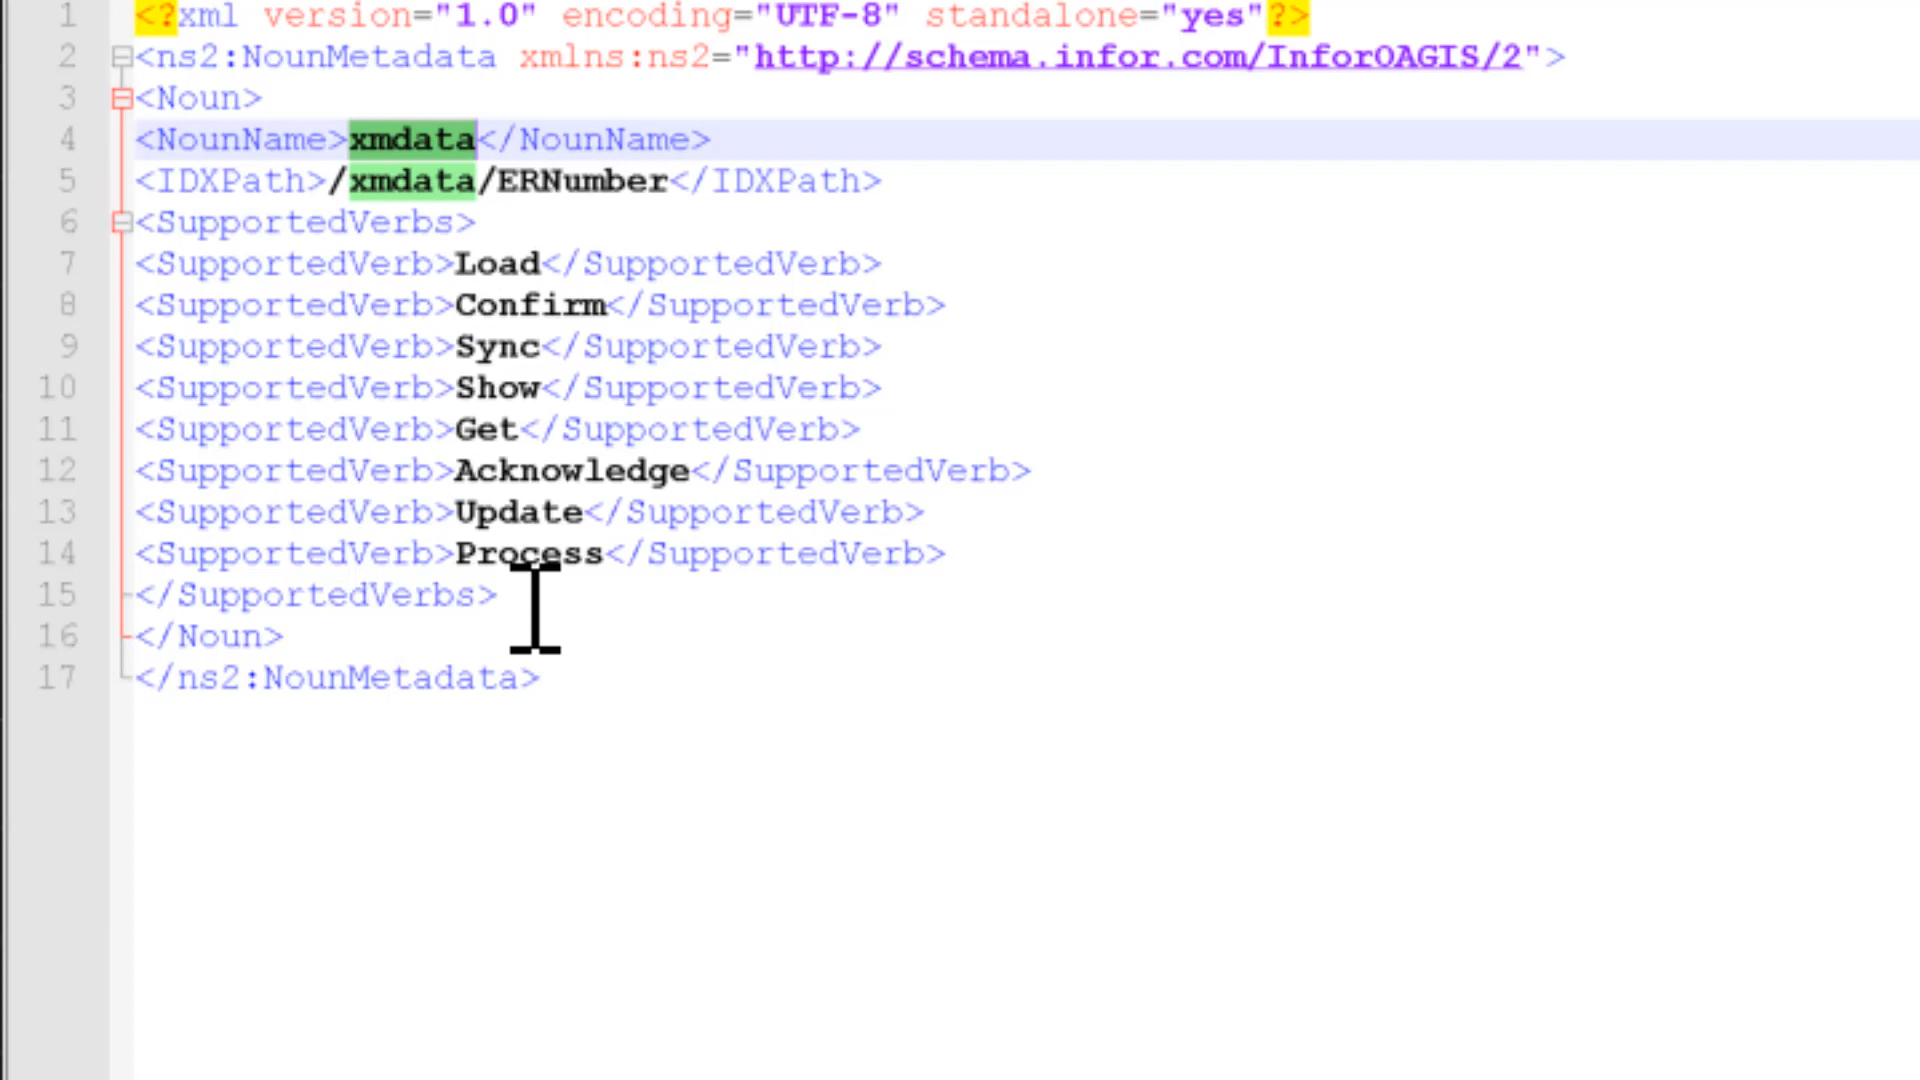 1 <?xml version="1.0" encoding="UTF-8" standalone="yes"?>
2 <ns2:NounMetadata xmlns:ns2="http://schema.infor.com/InforOAGIS/2">
3 <Noun>
4 <NounName>xmdata</NounName>
5 <IDXPath>/xmdata/ERNumber</IDXPath>
6 <SupportedVerbs>
7 <SupportedVerb>Load</SupportedVerb>
8 <SupportedVerb>Confirm</SupportedVerb>
9 <SupportedVerb>Sync</SupportedVerb>
10 <SupportedVerb>Show</SupportedVerb>
11 <SupportedVerb>Get</SupportedVerb>
12 <SupportedVerb>Acknowledge</SupportedVerb>
13 <SupportedVerb>Update</SupportedVerb>
14 <SupportedVerb>Process</SupportedVerb>
15 </SupportedVerbs>
16 </Noun>
17 </ns2:NounMetadata>